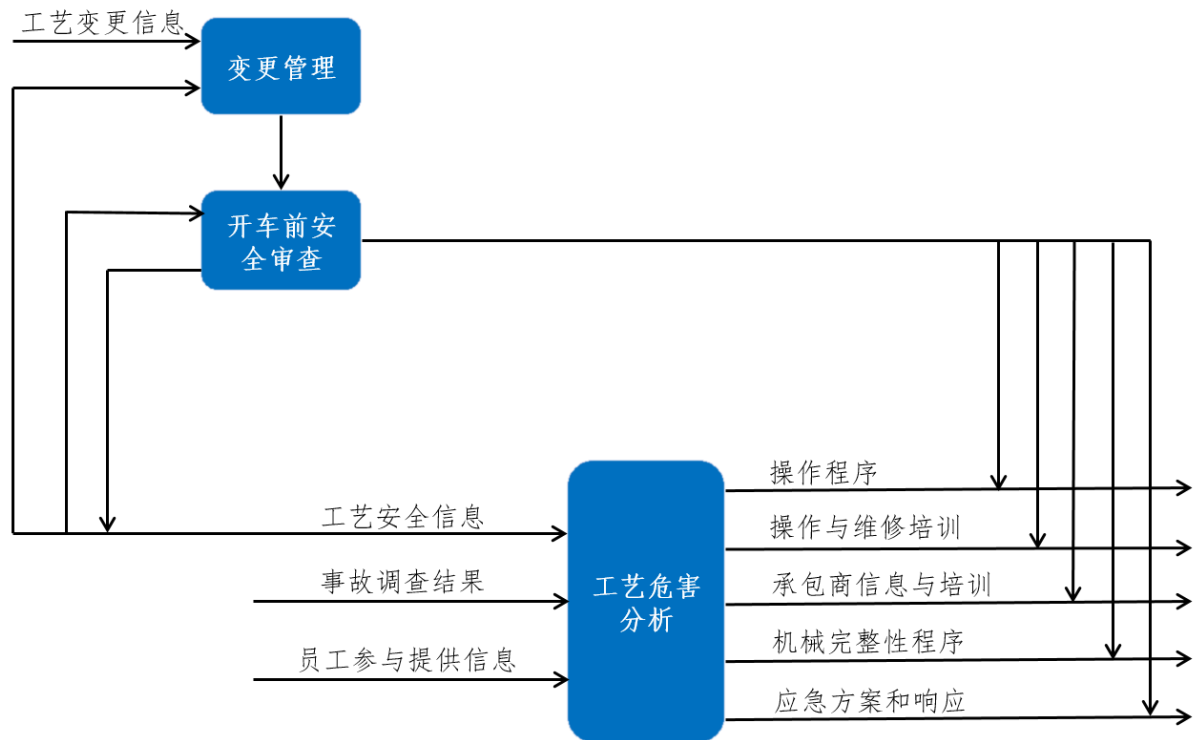 工艺变更信息
变更管理
开车前安
全审查
操作程序
工艺安全信息
操作与维修培训
事故调查结果
工艺危害
分析
承包商信息与培训
员工参与提供信息
机械完整性程序
应急方案和响应